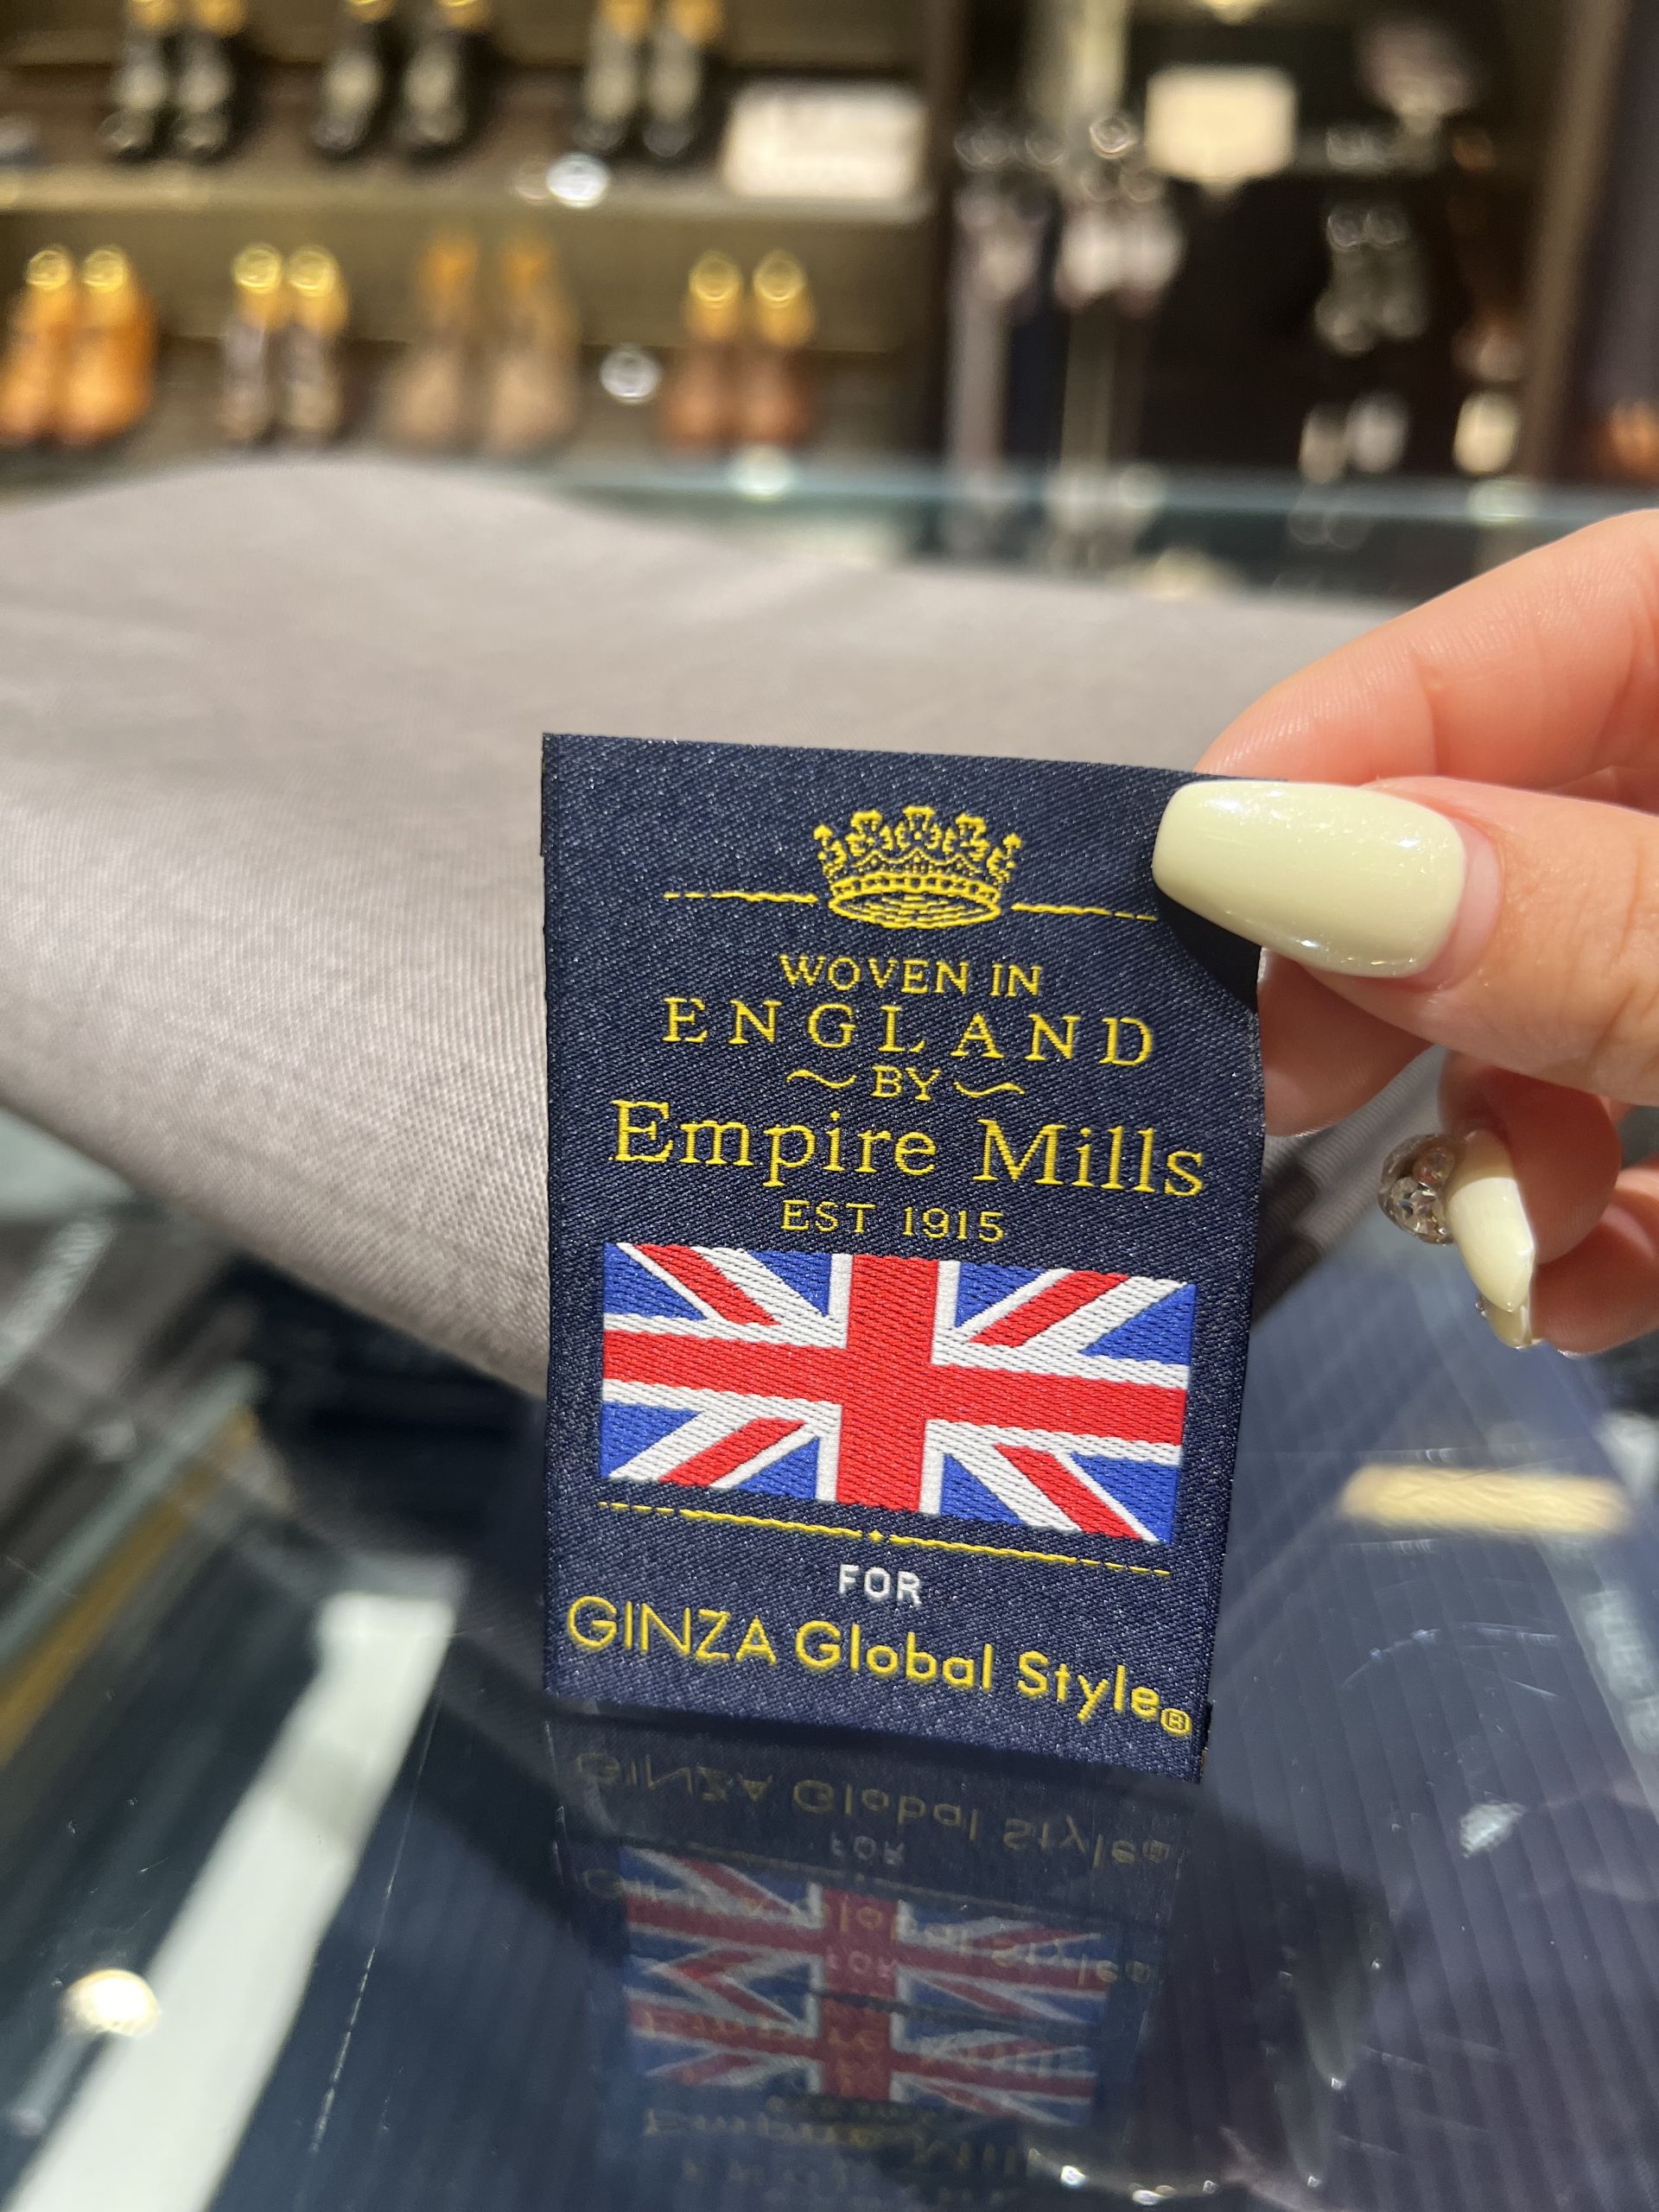 WOVEN IN
ENGLAND
~ BY ~
Empire Mills
EST 1915
FOR
GINZA Global Style®